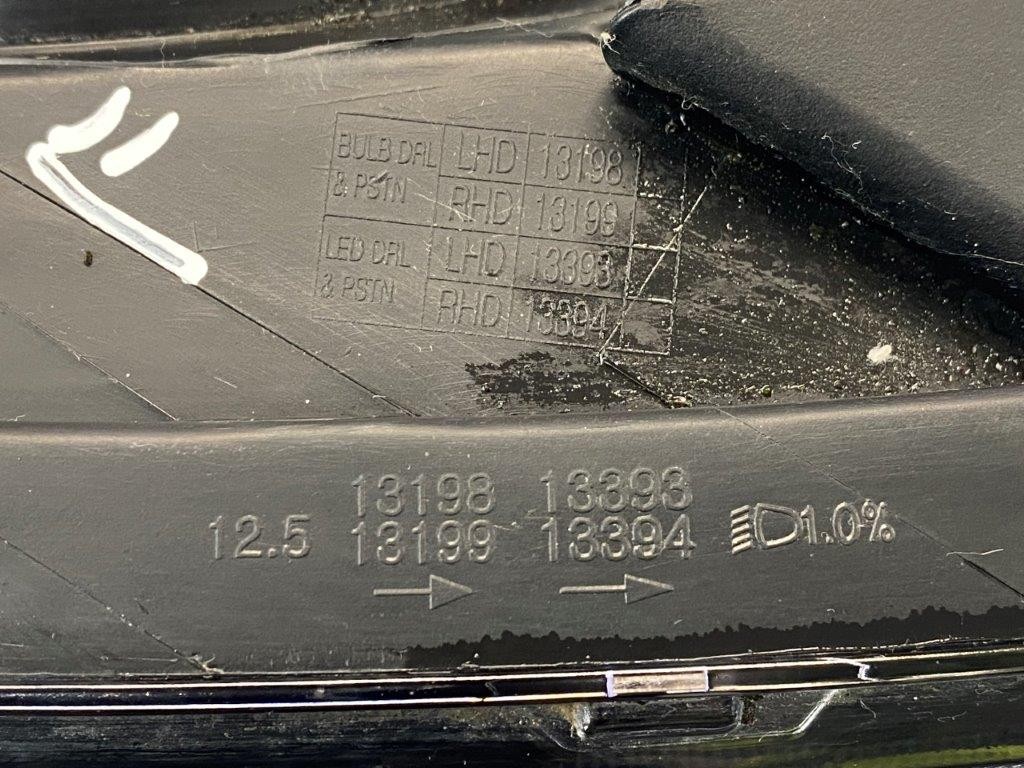 BULB DRL LHD 13198
& PSTN RHD 13199
LED DRL LHD 13393
& PSTN RHD 13394
13198 13393
12.5 13199 13394 1.0%